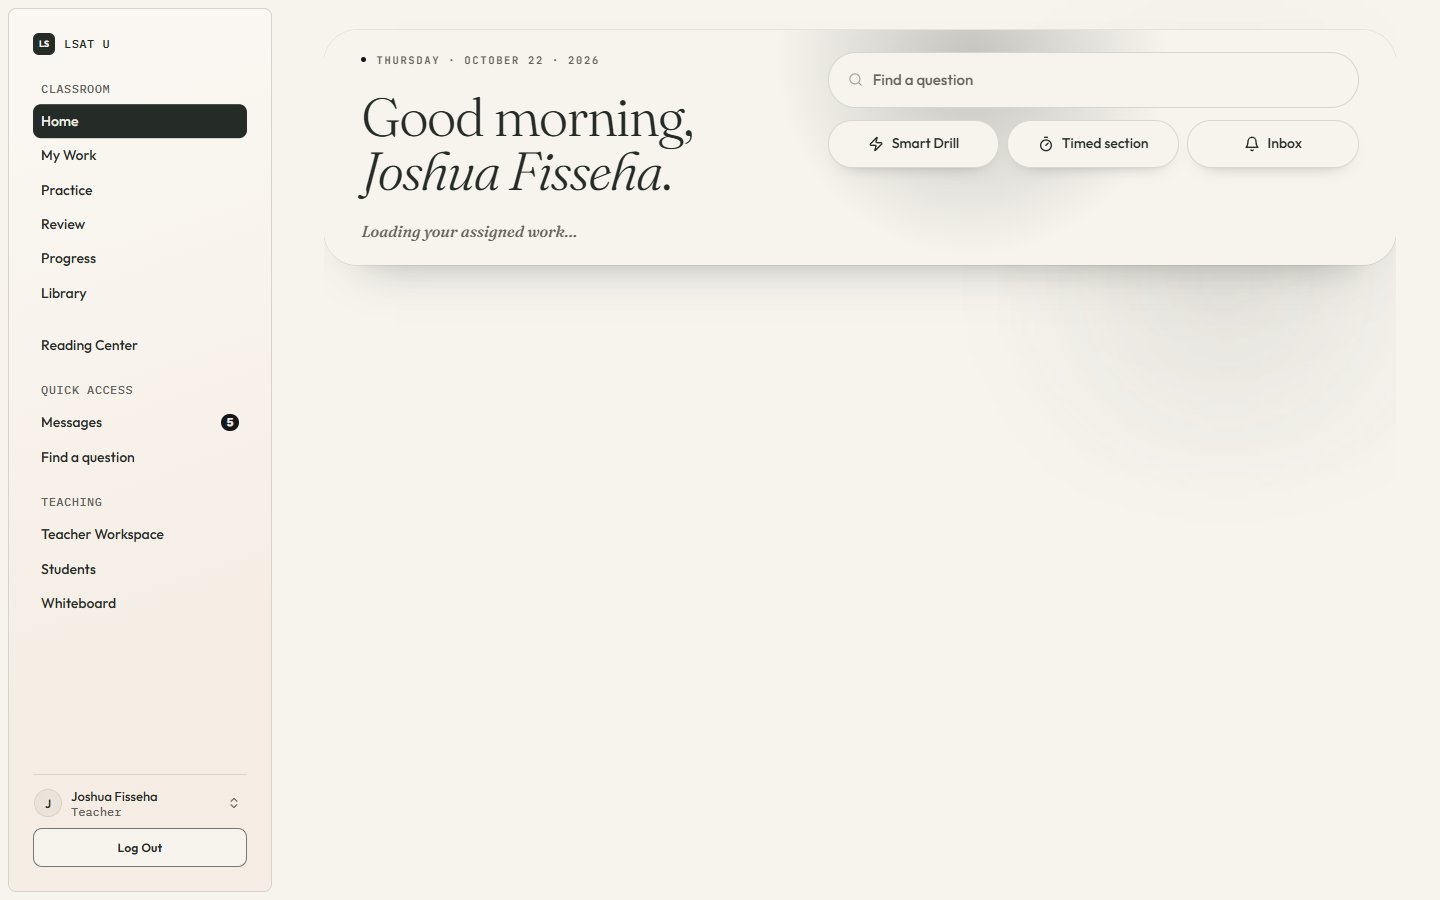 LS
LSAT U
CLASSROOM
Home
My Work
Practice
Review
Progress
Library
Reading Center
QUICK ACCESS
Messages
5
Find a question
TEACHING
Teacher Workspace
Students
Whiteboard
J
Joshua Fisseha
Teacher
Log Out
THURSDAY · OCTOBER 22 · 2026
Good morning,
Joshua Fisseha.
Loading your assigned work...
Find a question
Smart Drill
Timed section
Inbox